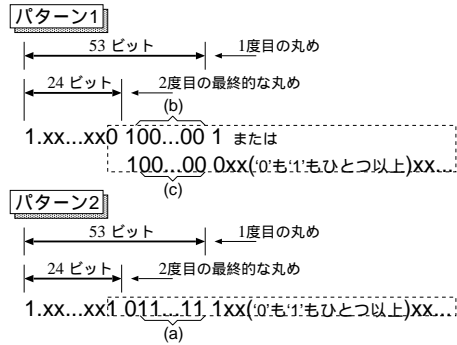 パターン1
53 ビット 1度目の丸め
24 ビット 2度目の最終的な丸め
(b)
1.xx...xx0 100...00 1 または
100...00 0xx('0'も'1'もひとつ以上)xx...
(c)
パターン2
53 ビット 1度目の丸め
24 ビット 2度目の最終的な丸め
1.xx...xx1 011...11 1xx('0'も'1'もひとつ以上)xx...
(a)